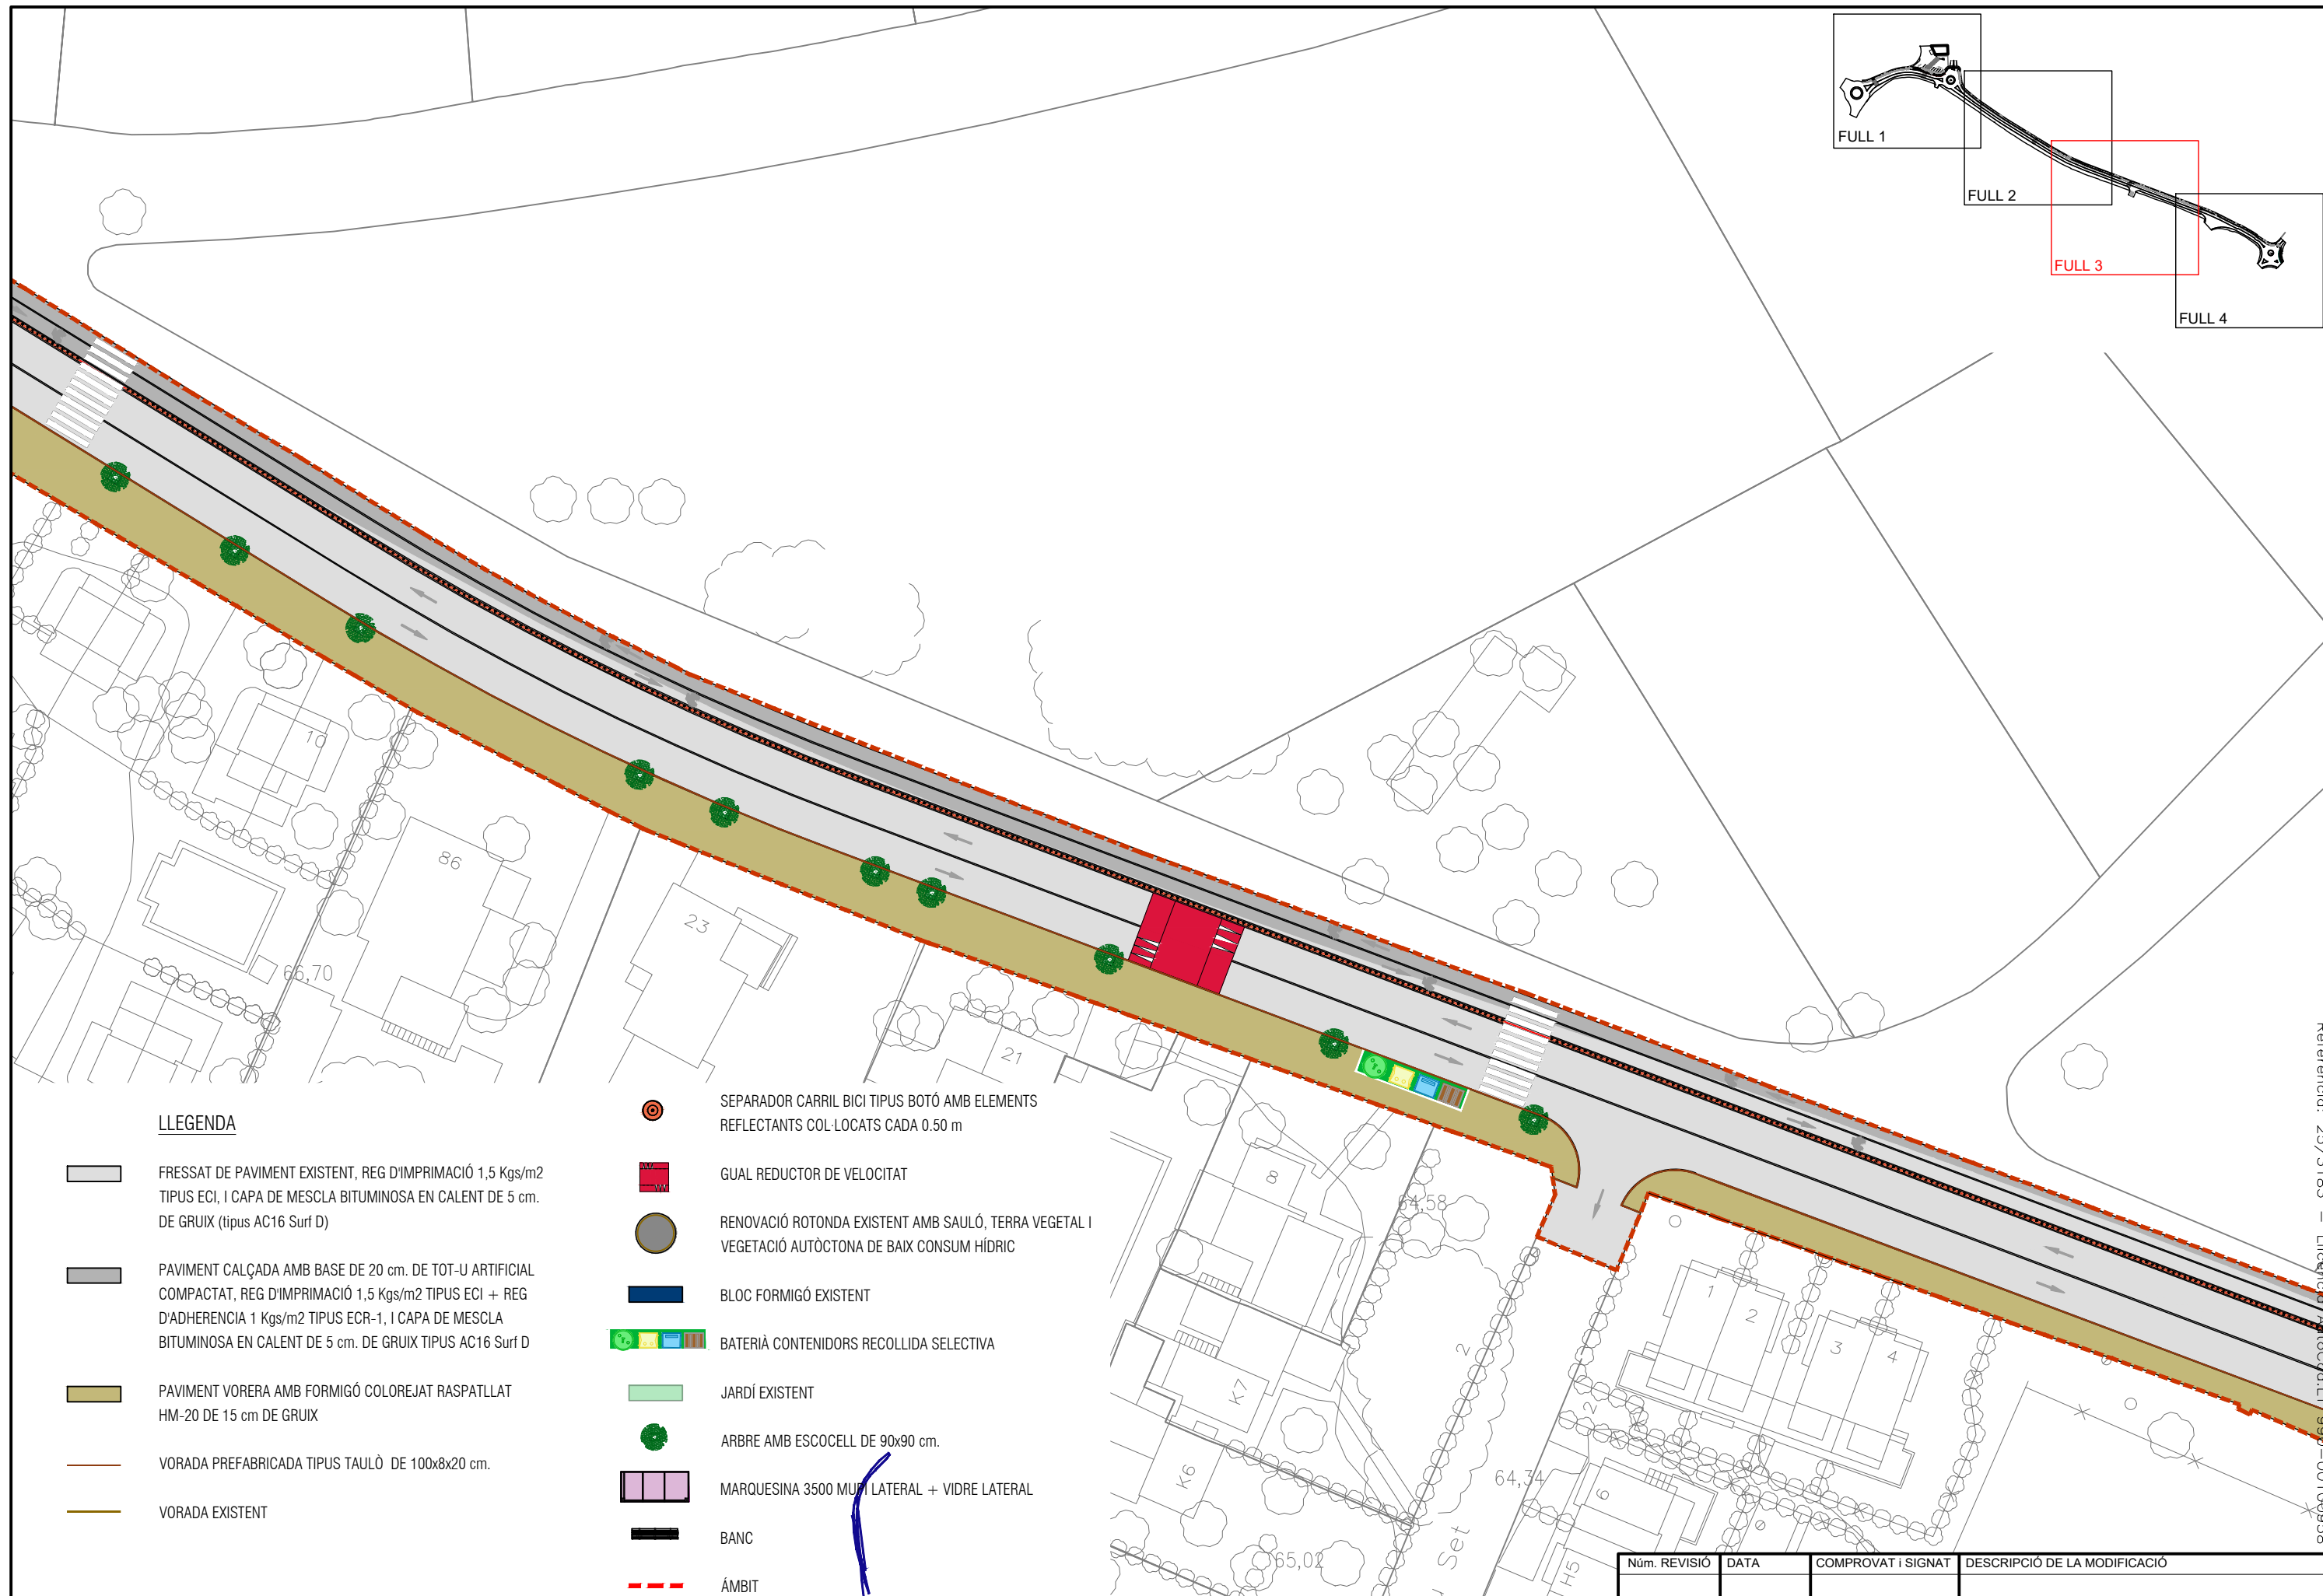 FULL 1
FULL 2
FULL 3
FULL 4
10
86
23
66,70
21
8
64,58
1
2
3
4
K7
2
2
K6
64,34
6
Set
H5
65,02
LLEGENDA
FRESSAT DE PAVIMENT EXISTENT, REG D'IMPRIMACIÓ 1,5 Kgs/m2
TIPUS ECI, I CAPA DE MESCLA BITUMINOSA EN CALENT DE 5 cm.
DE GRUIX (tipus AC16 Surf D)
PAVIMENT CALÇADA AMB BASE DE 20 cm. DE TOT-U ARTIFICIAL
COMPACTAT, REG D'IMPRIMACIÓ 1,5 Kgs/m2 TIPUS ECI + REG
D'ADHERENCIA 1 Kgs/m2 TIPUS ECR-1, I CAPA DE MESCLA
BITUMINOSA EN CALENT DE 5 cm. DE GRUIX TIPUS AC16 Surf D
PAVIMENT VORERA AMB FORMIGÓ COLOREJAT RASPATLLAT
HM-20 DE 15 cm DE GRUIX
VORADA PREFABRICADA TIPUS TAULÒ DE 100x8x20 cm.
VORADA EXISTENT
SEPARADOR CARRIL BICI TIPUS BOTÓ AMB ELEMENTS
REFLECTANTS COL·LOCATS CADA 0.50 m
GUAL REDUCTOR DE VELOCITAT
RENOVACIÓ ROTONDA EXISTENT AMB SAULÓ, TERRA VEGETAL I
VEGETACIÓ AUTÒCTONA DE BAIX CONSUM HÍDRIC
BLOC FORMIGÓ EXISTENT
BATERIÀ CONTENIDORS RECOLLIDA SELECTIVA
JARDÍ EXISTENT
ARBRE AMB ESCOCELL DE 90x90 cm.
MARQUESINA 3500 MUPI LATERAL + VIDRE LATERAL
BANC
ÁMBIT
Núm. REVISIÓ DATA COMPROVAT i SIGNAT DESCRIPCIÓ DE LA MODIFICACIÓ